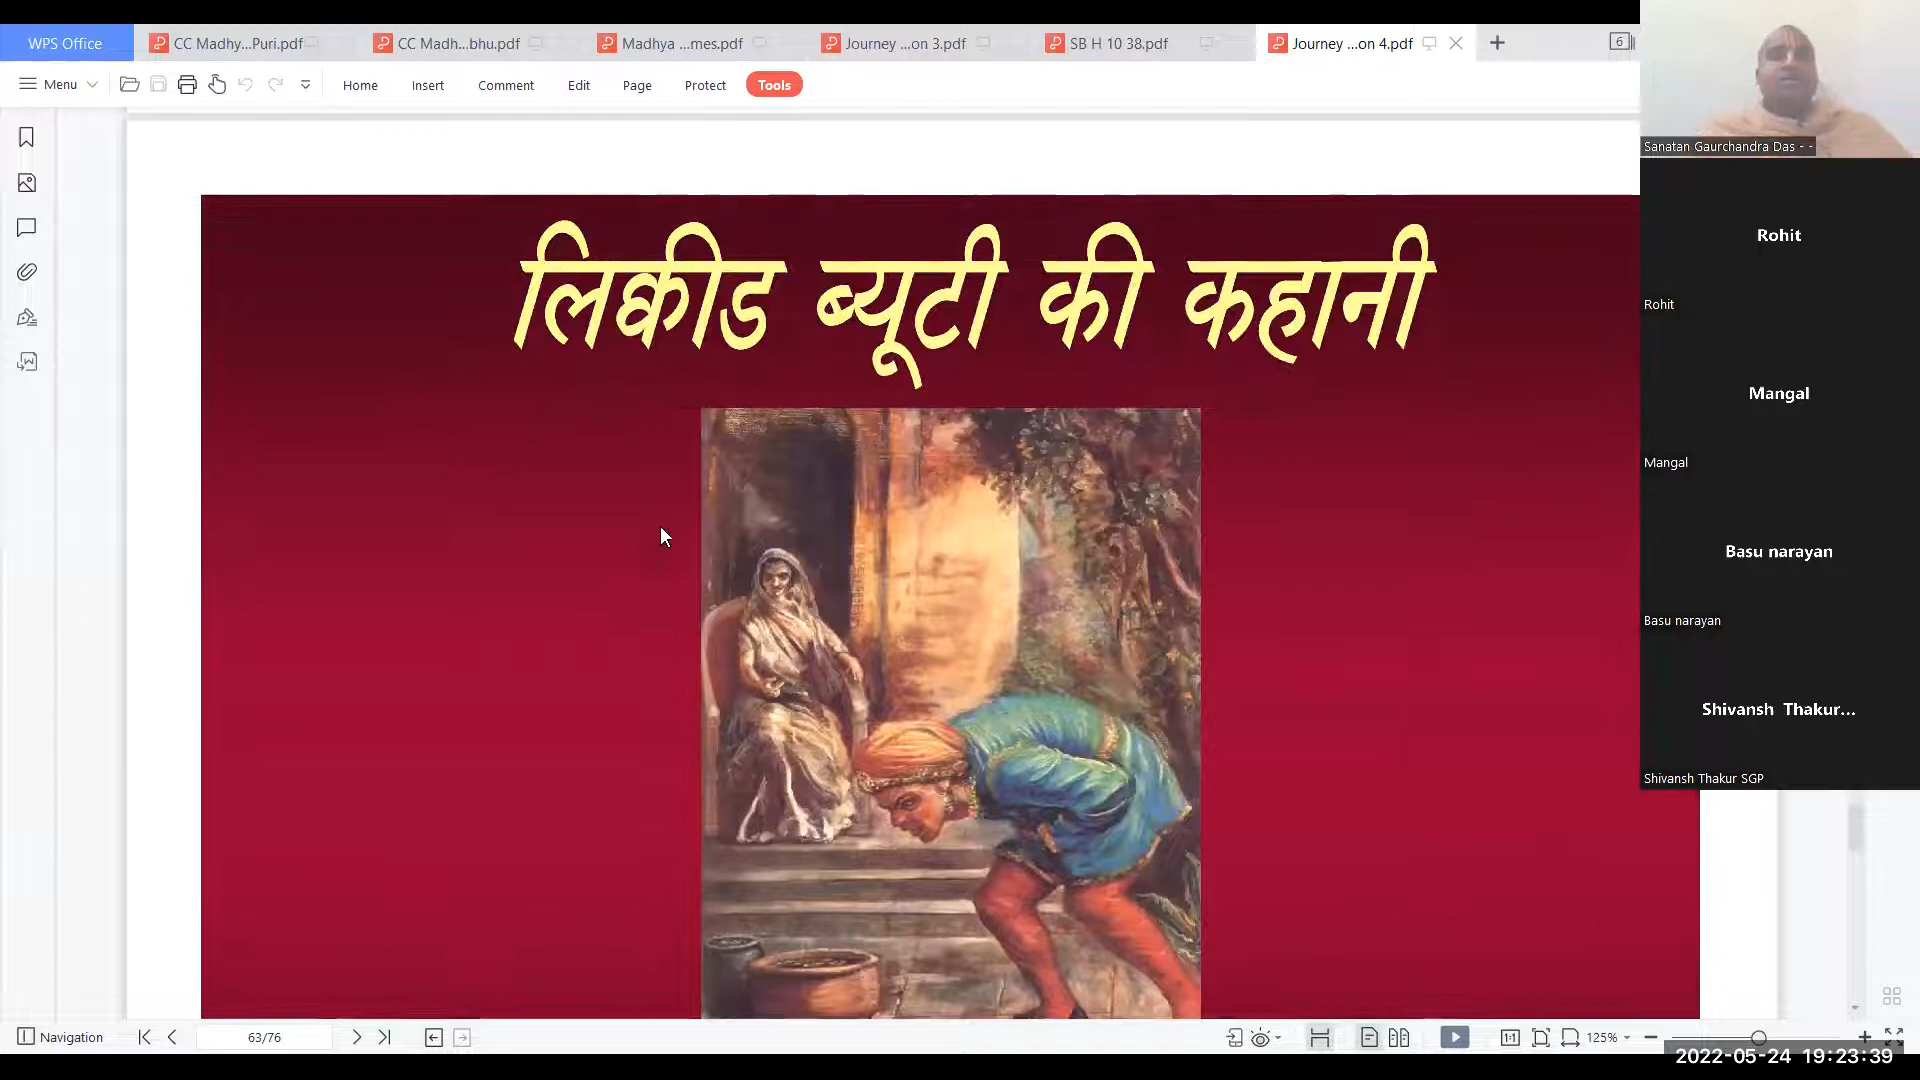 WPS Office
CC Madhy...Puri.pdf
CC Madh...bhu.pdf
Madhya ...mes.pdf
Journey ...on 3.pdf
SB H 10 38.pdf
Journey ...on 4.pdf
6
Menu
Home
Insert
Comment
Edit
Page
Protect
Tools
Sanatan Gaurchandra Das - -
लिक्वीड ब्यूटी की कहानी
Rohit
Rohit
Mangal
Mangal
Basu narayan
Basu narayan
Shivansh Thakur...
Shivansh Thakur SGP
Navigation
63/76
1:1
125%
2022-05-24 19:23:39